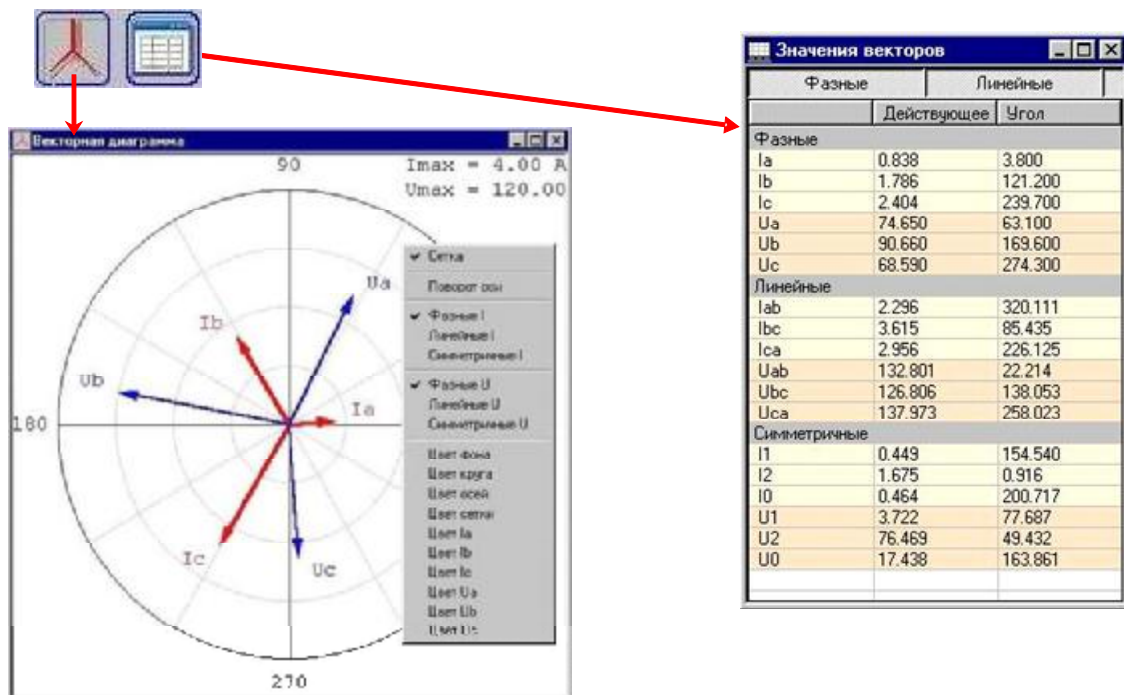 Векторная диаграмма
90
Imax = 4.00 A
Umax = 120.00
Ua
Ib
Ub
Ia
180
Ic
Uc
270
Сетка
Поворот оси
Фазные I
Линейные I
Симметричные I
Фазные U
Линейные U
Симметричные U
Цвет фона
Цвет круга
Цвет осей
Цвет сетки
Цвет Ia
Цвет Ib
Цвет Ic
Цвет Ua
Цвет Ub
Цвет Uc
Значения векторов
Фазные Линейные
Действующее Угол
Фазные
Ia 0.838 3.800
Ib 1.786 121.200
Ic 2.404 239.700
Ua 74.650 63.100
Ub 90.660 169.600
Uc 68.590 274.300
Линейные
Iab 2.296 320.111
Ibc 3.615 85.435
Ica 2.956 226.125
Uab 132.801 22.214
Ubc 126.806 138.053
Uca 137.973 258.023
Симметричные
I1 0.449 154.540
I2 1.675 0.916
I0 0.464 200.717
U1 3.722 77.687
U2 76.469 49.432
U0 17.438 163.861